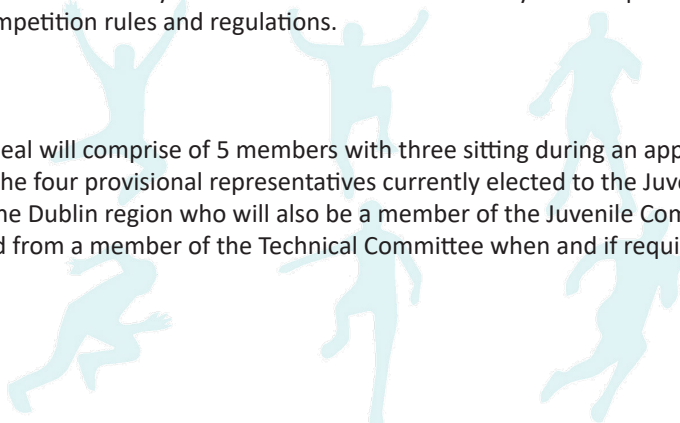 mpetition rules and regulations.
eal will comprise of 5 members with three sitting during an app
he four provisional representatives currently elected to the Juve
ne Dublin region who will also be a member of the Juvenile Com
d from a member of the Technical Committee when and if requi